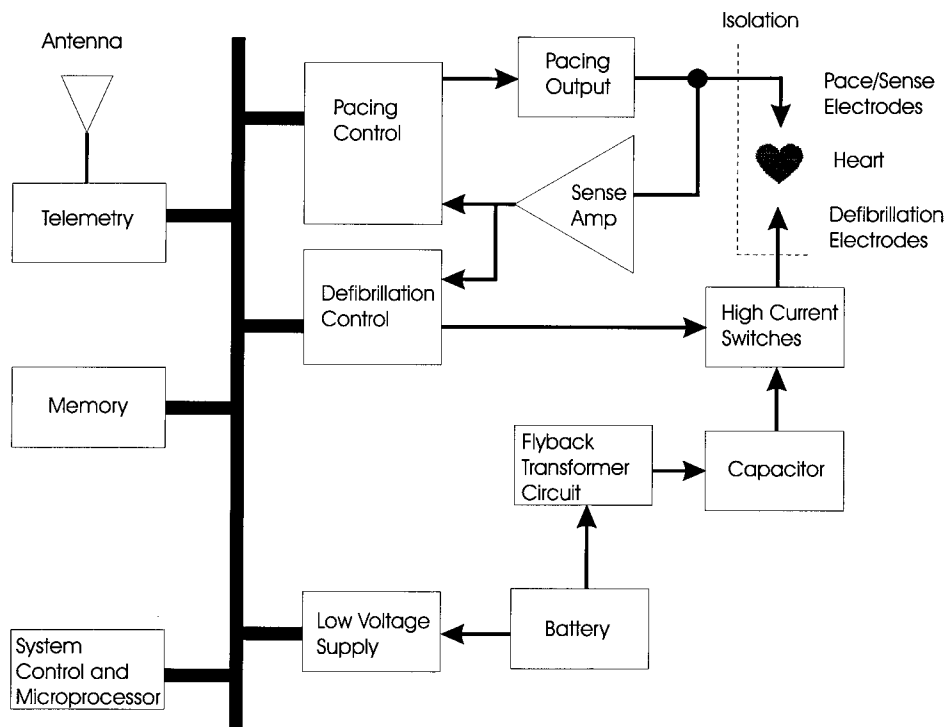 Isolation
Antenna
Pacing
Output
Pace/Sense
Electrodes
Pacing
Control
Heart
Sense
Amp
Telemetry
Defibrillation
Electrodes
Defibrillation
Control
High Current
Switches
Memory
Flyback
Transformer
Circuit
Capacitor
Low Voltage
Supply
Battery
System
Control and
Microprocessor